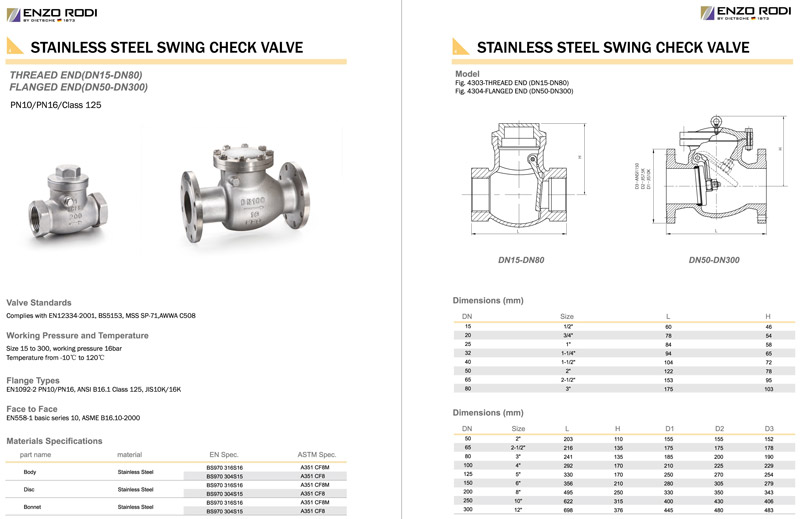 ENZO RODI
BY DIETSCHE 1873
STAINLESS STEEL SWING CHECK VALVE
THREAED END(DN15-DN80)
FLANGED END(DN50-DN300)
PN10/PN16/Class 125
200
DN100
16
Valve Standards
Complies with EN12334-2001, BS5153, MSS SP-71,AWWA C508
Working Pressure and Temperature
Size 15 to 300, working pressure 16bar
Temperature from -10℃ to 120℃
Flange Types
EN1092-2 PN10/PN16, ANSI B16.1 Class 125, JIS10K/16K
Face to Face
EN558-1 basic series 10, ASME B16.10-2000
Materials Specifications
part name material EN Spec. ASTM Spec.
Body Stainless Steel BS970 316S16 A351 CF8M
BS970 304S15 A351 CF8
Disc Stainless Steel BS970 316S16 A351 CF8M
BS970 304S15 A351 CF8
Bonnet Stainless Steel BS970 316S16 A351 CF8M
BS970 304S15 A351 CF8
ENZO RODI
BY DIETSCHE 1873
STAINLESS STEEL SWING CHECK VALVE
Model
Fig. 4303-THREAED END (DN15-DN80)
Fig. 4304-FLANGED END (DN50-DN300)
H
L
H
L
DN15-DN80
DN50-DN300
Dimensions (mm)
DN Size L H
15 1/2" 60 46
20 3/4" 78 54
25 1" 84 58
32 1-1/4" 94 65
40 1-1/2" 104 72
50 2" 122 78
65 2-1/2" 153 95
80 3" 175 103
Dimensions (mm)
DN Size L H D1 D2 D3
50 2" 203 110 155 155 152
65 2-1/2" 216 135 175 175 178
80 3" 241 135 185 200 190
100 4" 292 170 210 225 229
125 5" 330 170 250 270 254
150 6" 356 210 280 305 279
200 8" 495 250 330 350 343
250 10" 622 315 400 430 406
300 12" 698 376 445 480 483